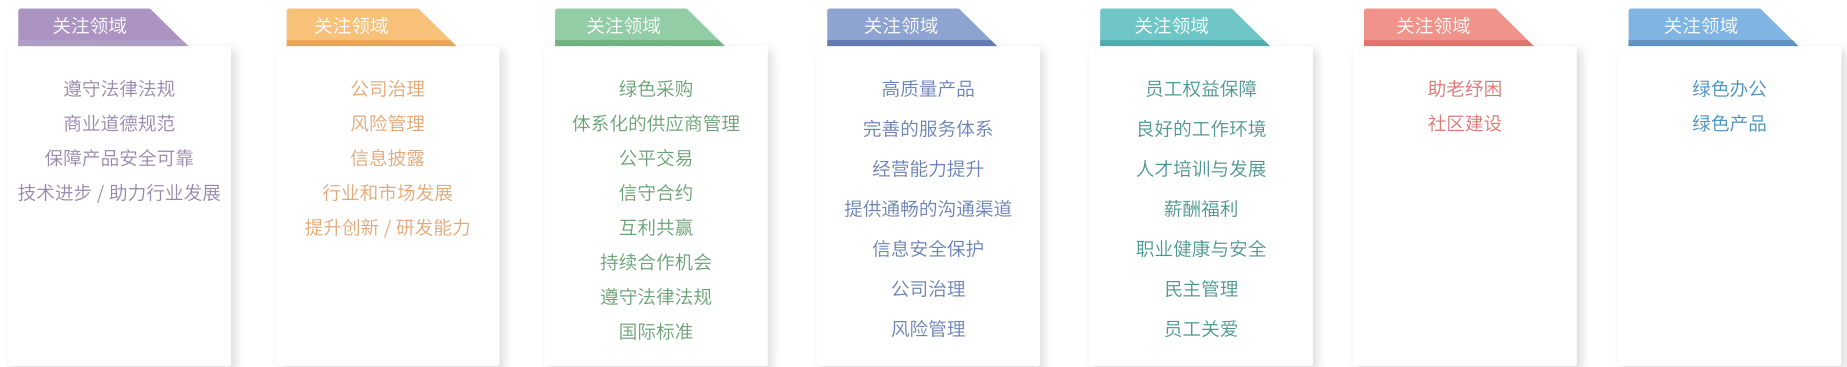 关注领域
遵守法律法规
商业道德规范
保障产品安全可靠
技术进步 / 助力行业发展
关注领域
公司治理
风险管理
信息披露
行业和市场发展
提升创新 / 研发能力
关注领域
绿色采购
体系化的供应商管理
公平交易
信守合约
互利共赢
持续合作机会
遵守法律法规
国际标准
关注领域
高质量产品
完善的服务体系
经营能力提升
提供通畅的沟通渠道
信息安全保护
公司治理
风险管理
关注领域
员工权益保障
良好的工作环境
人才培训与发展
薪酬福利
职业健康与安全
民主管理
员工关爱
关注领域
助老纾困
社区建设
关注领域
绿色办公
绿色产品